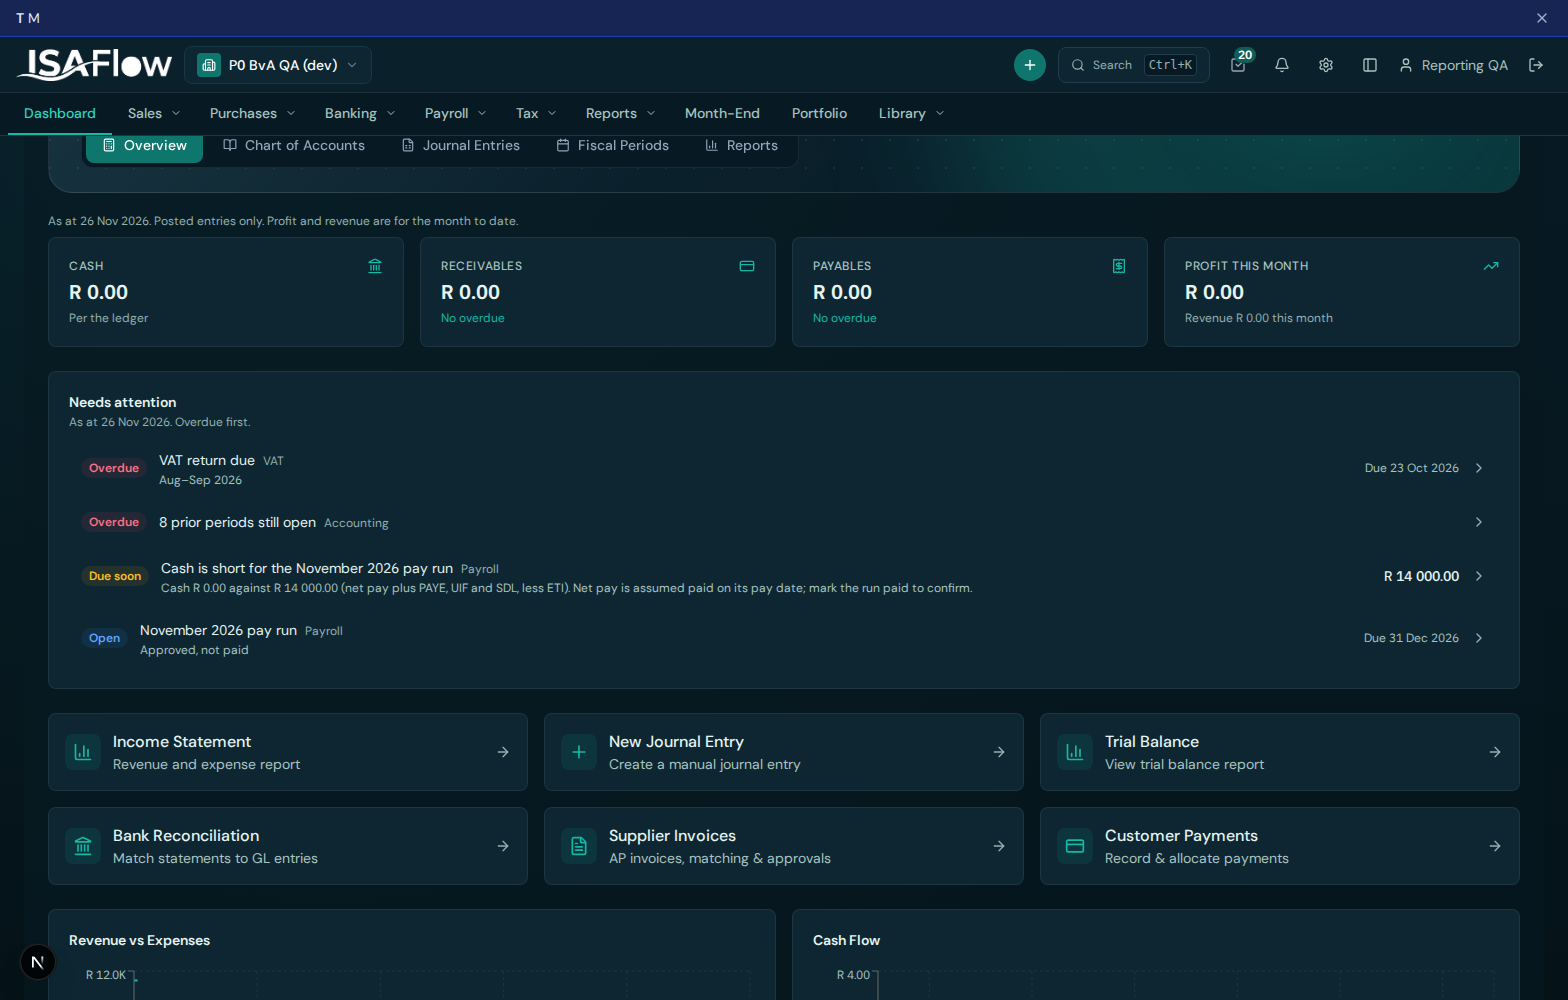 T M
ISAFlow
P0 BvA QA (dev)
Search Ctrl+K
20
Reporting QA
Dashboard Sales Purchases Banking Payroll Tax Reports Month-End Portfolio Library
Overview Chart of Accounts Journal Entries Fiscal Periods Reports
As at 26 Nov 2026. Posted entries only. Profit and revenue are for the month to date.
CASH
R 0.00
Per the ledger
RECEIVABLES
R 0.00
No overdue
PAYABLES
R 0.00
No overdue
PROFIT THIS MONTH
R 0.00
Revenue R 0.00 this month
Needs attention
As at 26 Nov 2026. Overdue first.
Overdue VAT return due VAT
Aug–Sep 2026
Due 23 Oct 2026
Overdue 8 prior periods still open Accounting
Due soon Cash is short for the November 2026 pay run Payroll
Cash R 0.00 against R 14 000.00 (net pay plus PAYE, UIF and SDL, less ETI). Net pay is assumed paid on its pay date; mark the run paid to confirm.
R 14 000.00
Open November 2026 pay run Payroll
Approved, not paid
Due 31 Dec 2026
Income Statement
Revenue and expense report
New Journal Entry
Create a manual journal entry
Trial Balance
View trial balance report
Bank Reconciliation
Match statements to GL entries
Supplier Invoices
AP invoices, matching & approvals
Customer Payments
Record & allocate payments
Revenue vs Expenses
R 12.0K
Cash Flow
R 4.00
N